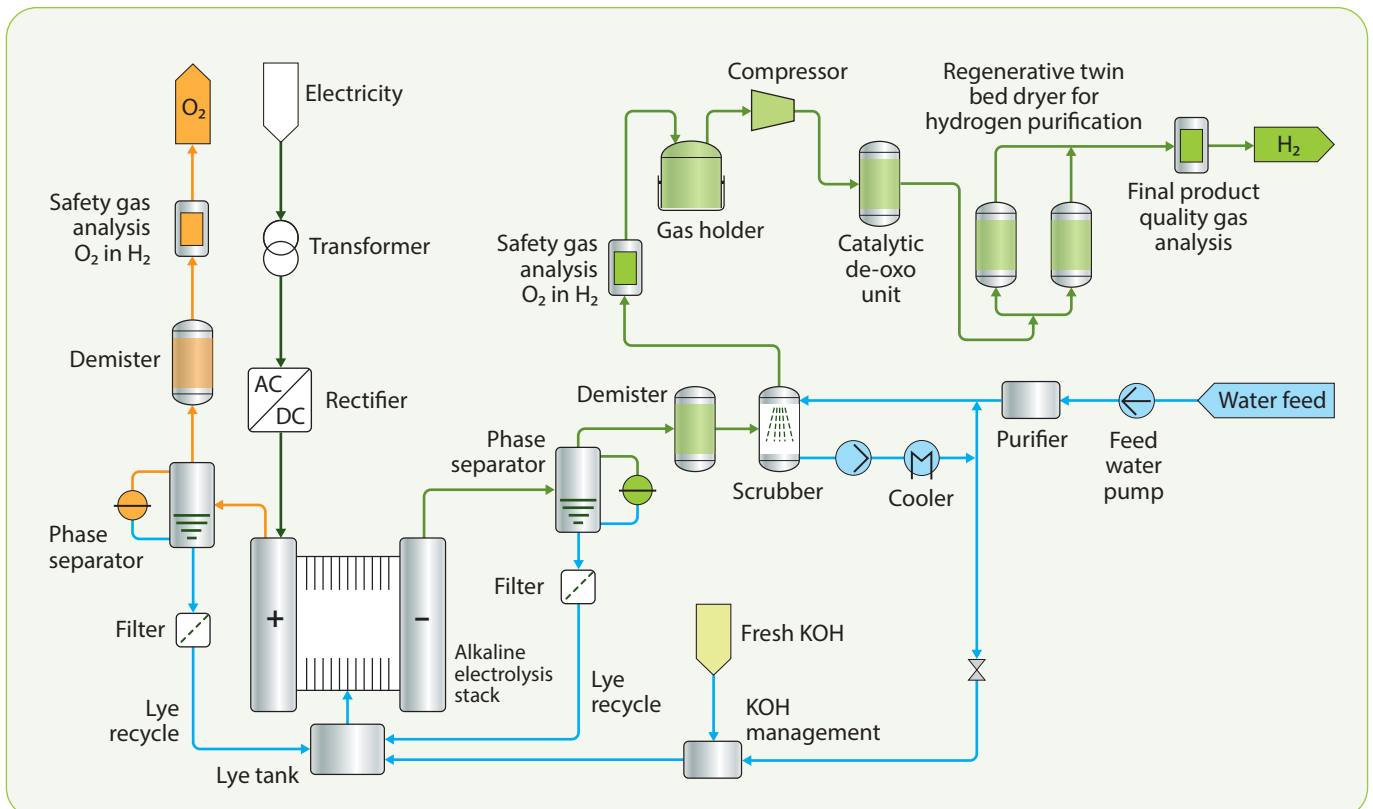 O₂
Electricity
Safety gas
analysis
O₂ in H₂
Transformer
Demister
AC
DC
Rectifier
Phase
separator
Filter
Lye
recycle
Lye tank
+
−
Alkaline
electrolysis
stack
Phase
separator
Filter
Lye
recycle
Demister
Scrubber
Cooler
Safety gas
analysis
O₂ in H₂
Gas holder
Compressor
Catalytic
de-oxo
unit
Regenerative twin
bed dryer for
hydrogen purification
Final product
quality gas
analysis
H₂
Water feed
Feed
water
pump
Purifier
M
Fresh KOH
KOH
management